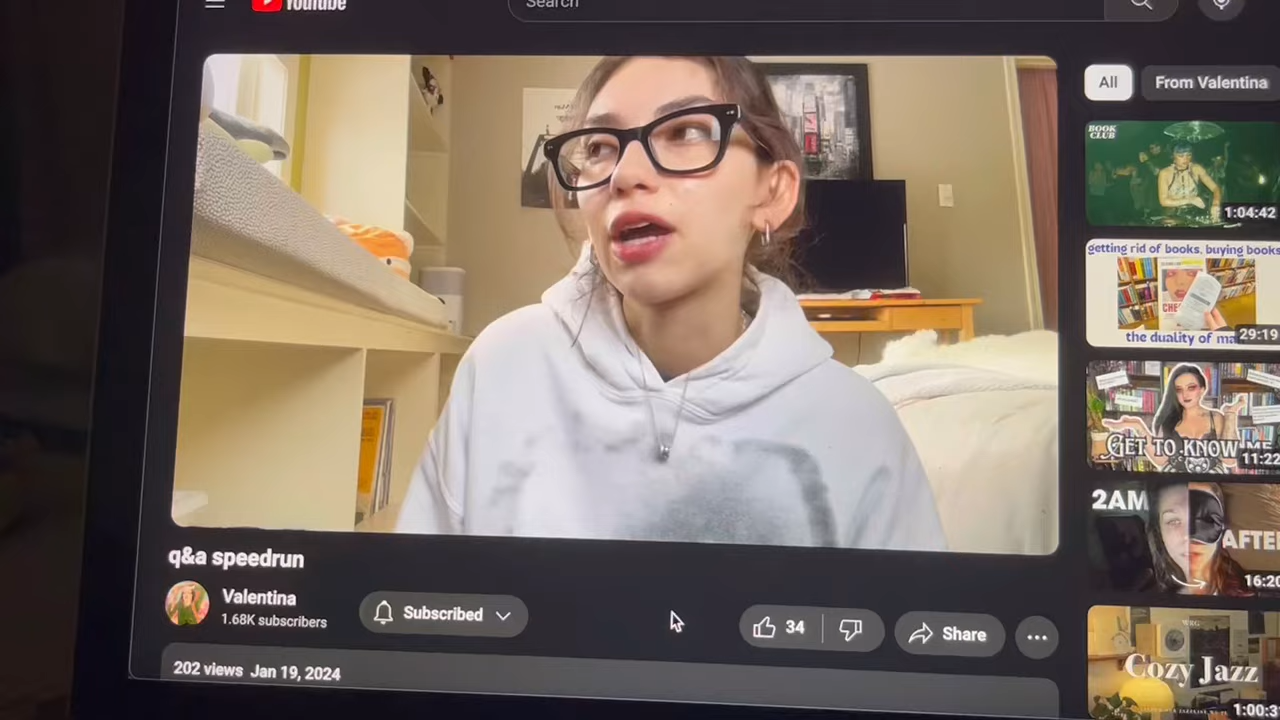 YouTube
Search
All
From Valentina
BOOK
CLUB
1:04:42
getting rid of books, buying books
29:19
the duality of
GET TO KNOW ME
11:22
2AM
AFTER
16:20
Cozy Jazz
q&a speedrun
Valentina
1.68K subscribers
Subscribed
34
Share
202 views Jan 19, 2024